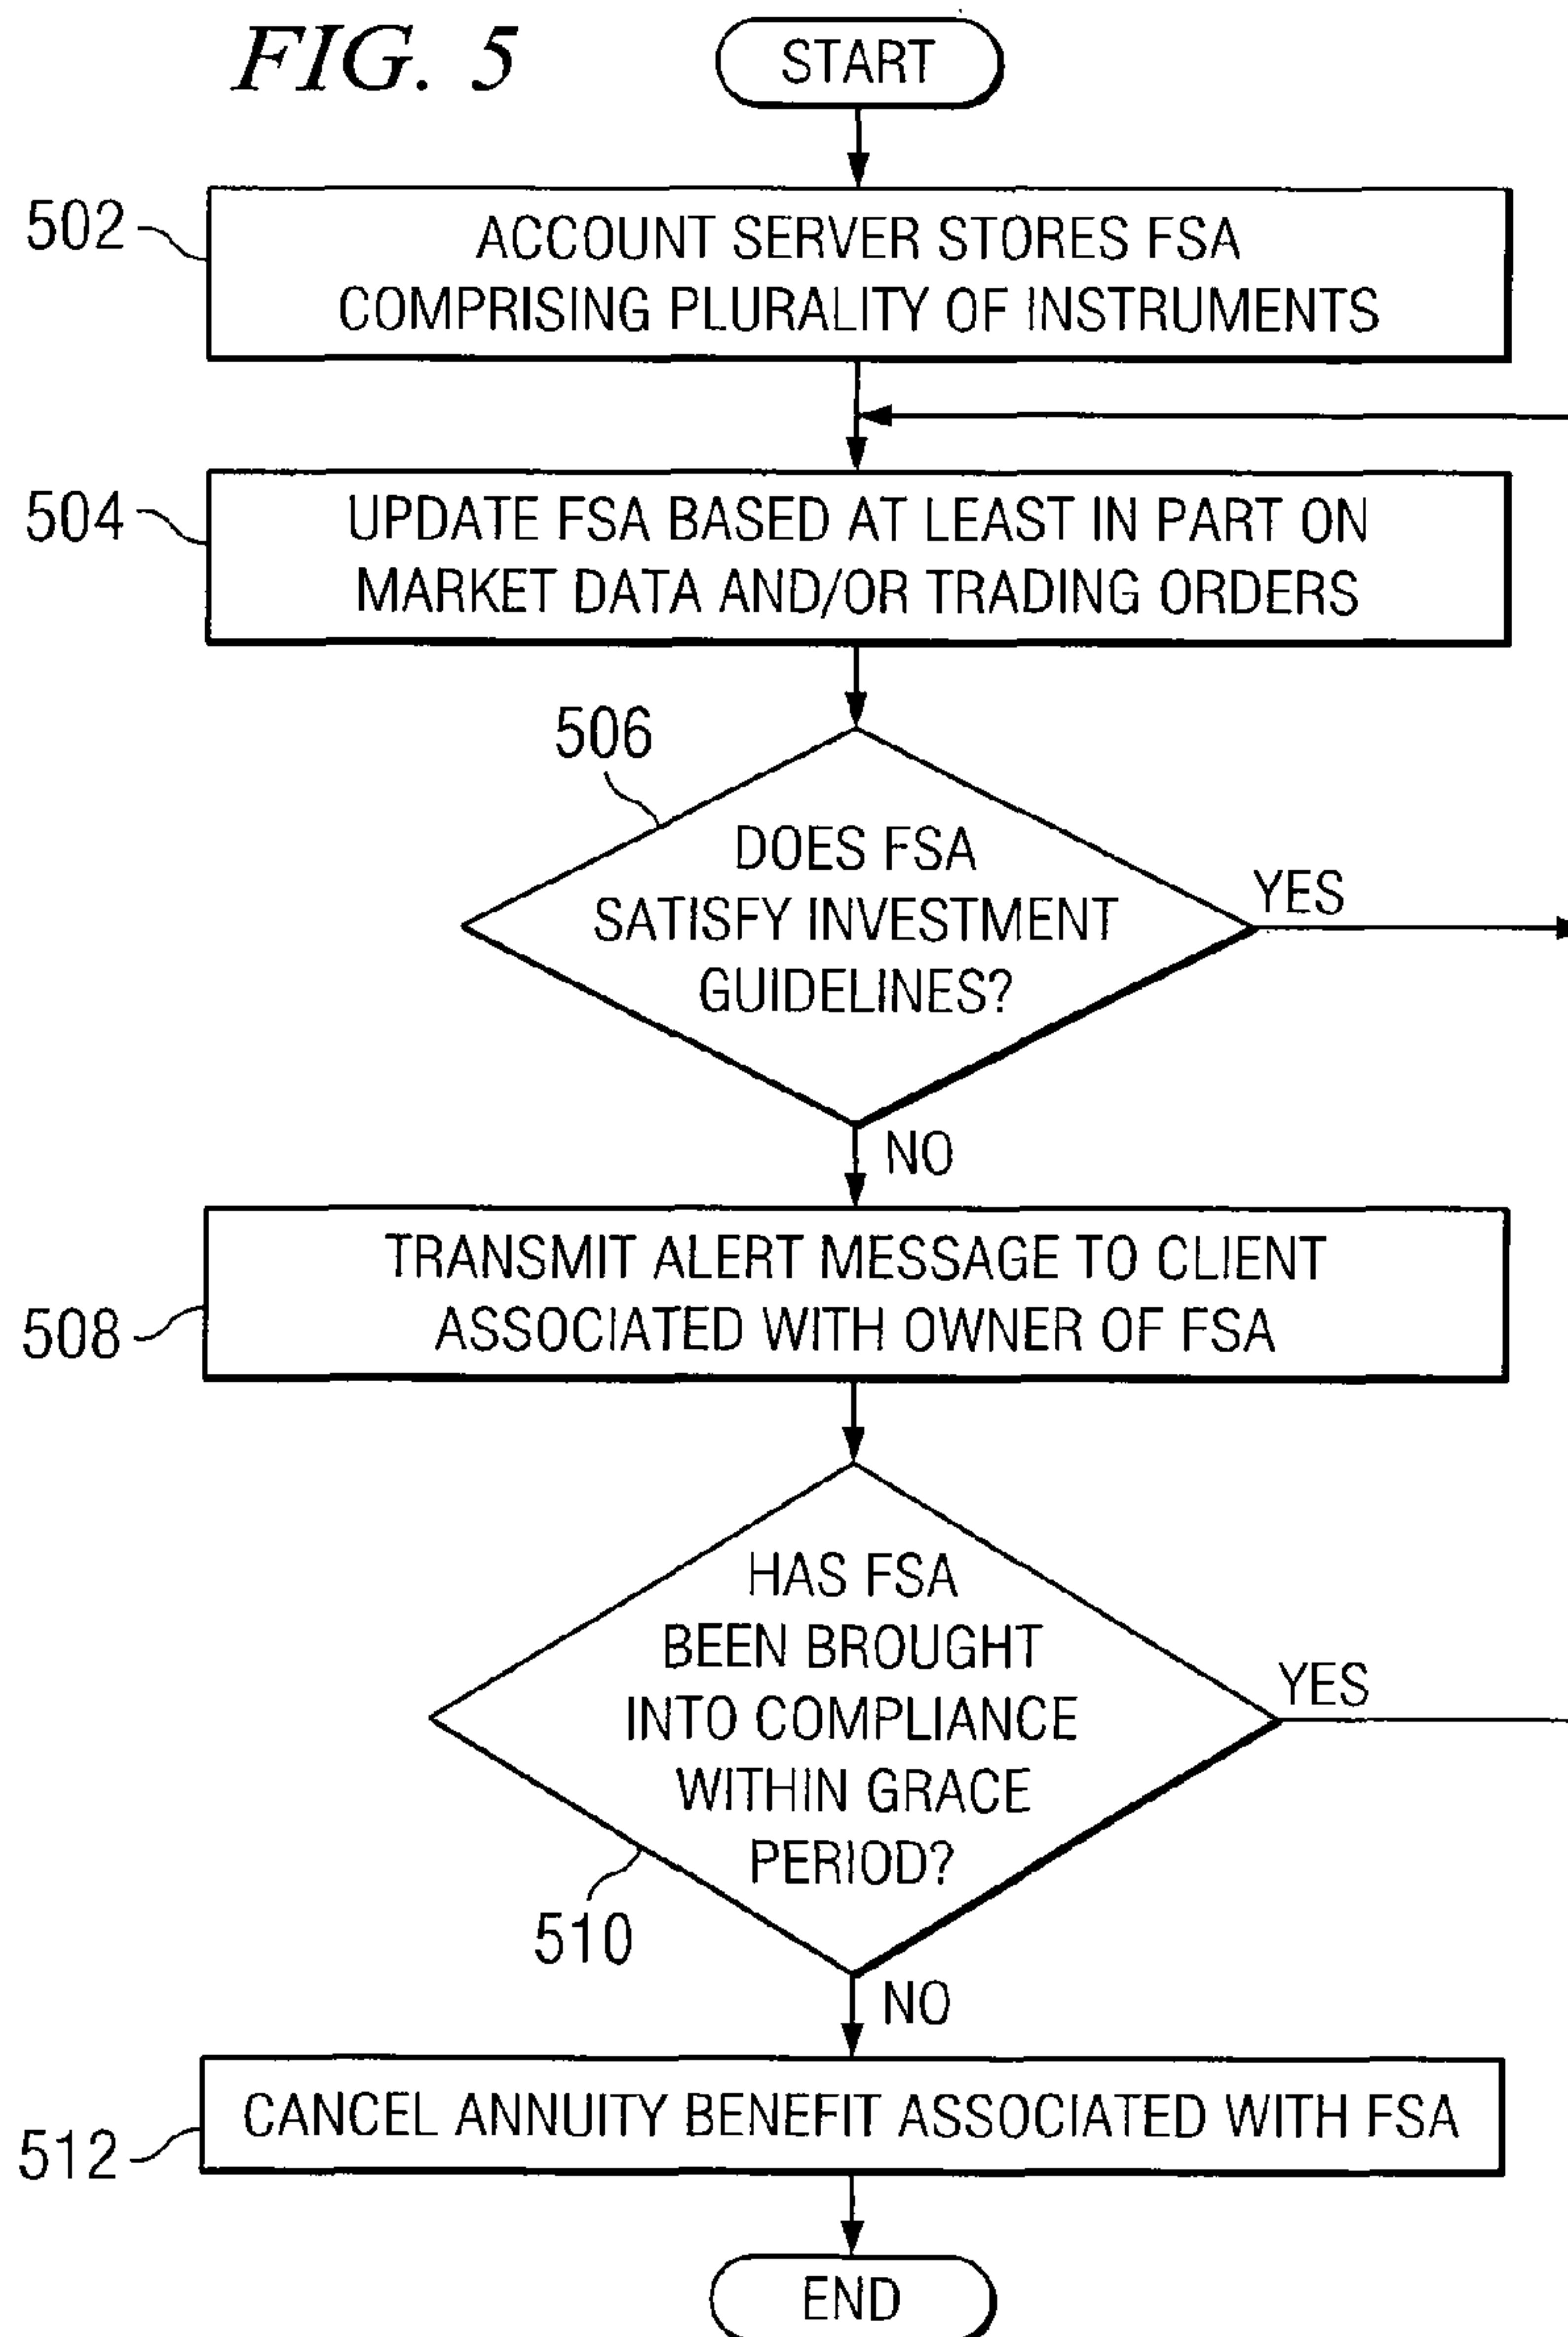 FIG. 5
START
502
ACCOUNT SERVER STORES FSA
COMPRISING PLURALITY OF INSTRUMENTS
504
UPDATE FSA BASED AT LEAST IN PART ON
MARKET DATA AND/OR TRADING ORDERS
506
DOES FSA
SATISFY INVESTMENT
GUIDELINES?
YES
NO
508
TRANSMIT ALERT MESSAGE TO CLIENT
ASSOCIATED WITH OWNER OF FSA
HAS FSA
BEEN BROUGHT
INTO COMPLIANCE
WITHIN GRACE
PERIOD?
YES
510
NO
512
CANCEL ANNUITY BENEFIT ASSOCIATED WITH FSA
END